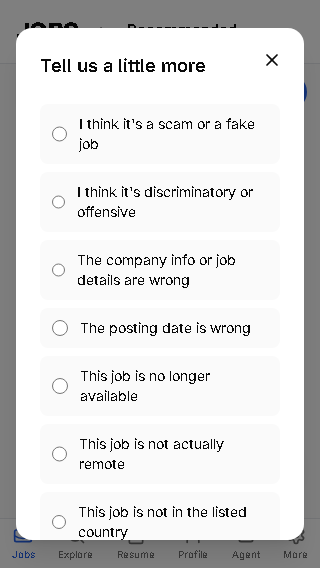 JOBS
Recommended
Tell us a little more
I think it's a scam or a fake
job
I think it's discriminatory or
offensive
The company info or job
details are wrong
The posting date is wrong
This job is no longer
available
This job is not actually
remote
This job is not in the listed
country
Jobs
Explore
Resume
Profile
Agent
More